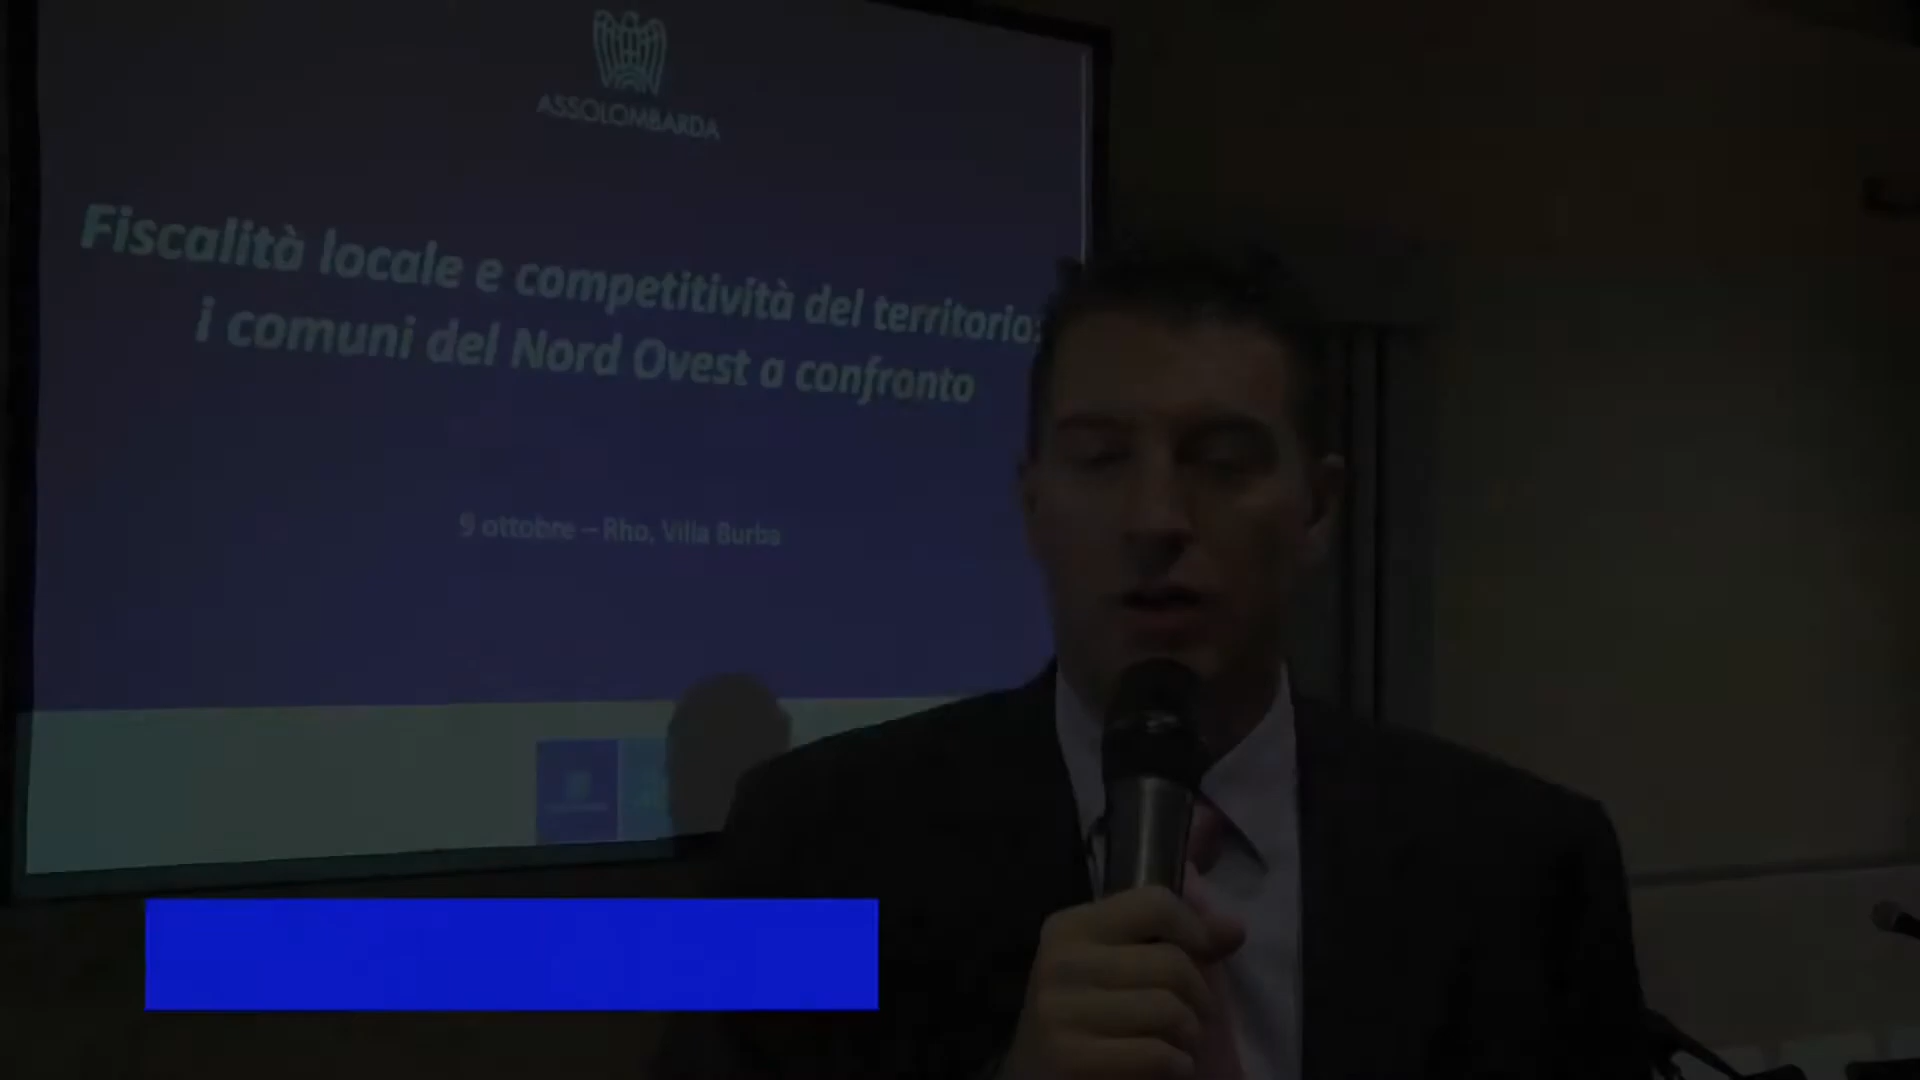 ASSOLOMBARDA
Fiscalità locale e competitività del territorio:
i comuni del Nord Ovest a confronto
9 ottobre – Rho, Villa Burba